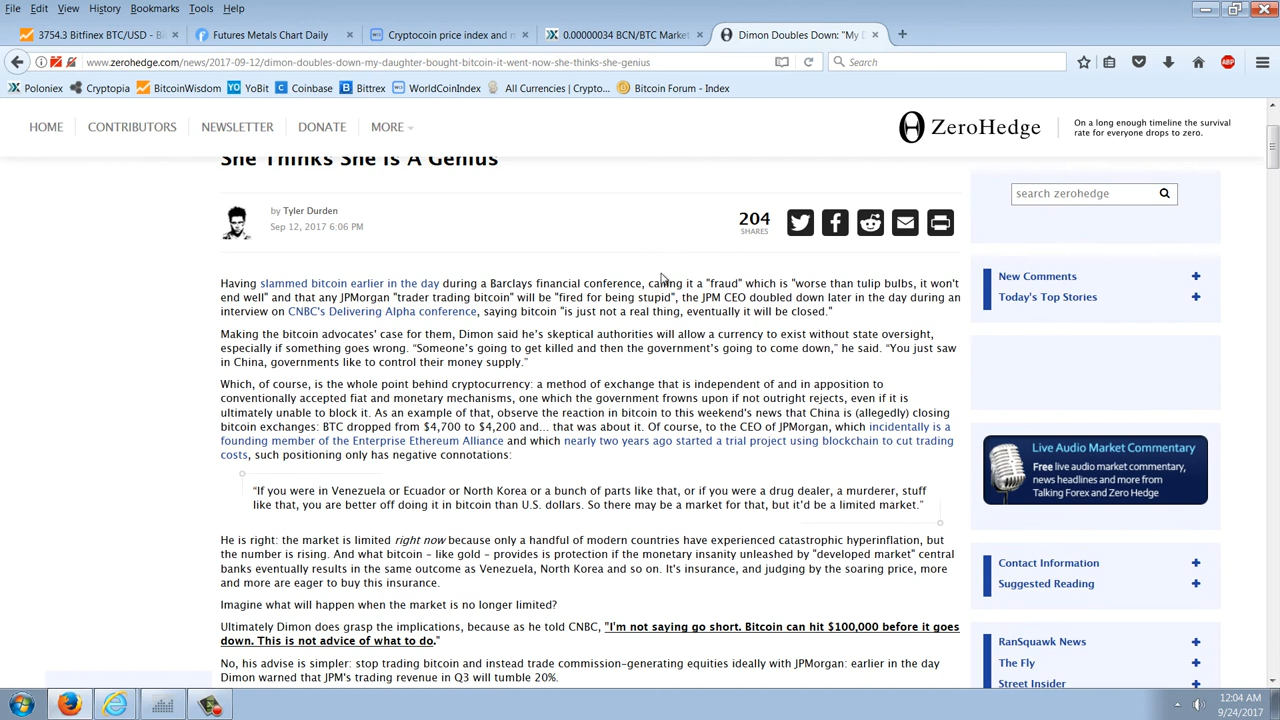 File Edit View History Bookmarks Tools Help
3754.3 Bitfinex BTC/USD - Bi
Futures Metals Chart Daily
Cryptocoin price index and m
0.00000034 BCN/BTC Market
Dimon Doubles Down: "My D
www.zerohedge.com/news/2017-09-12/dimon-doubles-down-my-daughter-bought-bitcoin-it-went-now-she-thinks-she-genius
Search
ABP
Poloniex Cryptopia BitcoinWisdom YoBit Coinbase Bittrex WorldCoinIndex All Currencies | Crypto... Bitcoin Forum - Index
HOME CONTRIBUTORS NEWSLETTER DONATE MORE
ZeroHedge
On a long enough timeline the survival
rate for everyone drops to zero.
She Thinks She Is A Genius
by Tyler Durden
Sep 12, 2017 6:06 PM
204
SHARES
Having slammed bitcoin earlier in the day during a Barclays financial conference, calling it a "fraud" which is "worse than tulip bulbs, it won't
end well" and that any JPMorgan "trader trading bitcoin" will be "fired for being stupid", the JPM CEO doubled down later in the day during an
interview on CNBC's Delivering Alpha conference, saying bitcoin "is just not a real thing, eventually it will be closed."
Making the bitcoin advocates' case for them, Dimon said he's skeptical authorities will allow a currency to exist without state oversight,
especially if something goes wrong. “Someone’s going to get killed and then the government’s going to come down,” he said. “You just saw
in China, governments like to control their money supply.”
Which, of course, is the whole point behind cryptocurrency: a method of exchange that is independent of and in apposition to
conventionally accepted fiat and monetary mechanisms, one which the government frowns upon if not outright rejects, even if it is
ultimately unable to block it. As an example of that, observe the reaction in bitcoin to this weekend's news that China is (allegedly) closing
bitcoin exchanges: BTC dropped from $4,700 to $4,200 and... that was about it. Of course, to the CEO of JPMorgan, which incidentally is a
founding member of the Enterprise Ethereum Alliance and which nearly two years ago started a trial project using blockchain to cut trading
costs, such positioning only has negative connotations:
“If you were in Venezuela or Ecuador or North Korea or a bunch of parts like that, or if you were a drug dealer, a murderer, stuff
like that, you are better off doing it in bitcoin than U.S. dollars. So there may be a market for that, but it’d be a limited market.”
He is right: the market is limited right now because only a handful of modern countries have experienced catastrophic hyperinflation, but
the number is rising. And what bitcoin - like gold - provides is protection if the monetary insanity unleashed by "developed market" central
banks eventually results in the same outcome as Venezuela, North Korea and so on. It's insurance, and judging by the soaring price, more
and more are eager to buy this insurance.
Imagine what will happen when the market is no longer limited?
Ultimately Dimon does grasp the implications, because as he told CNBC, "I'm not saying go short. Bitcoin can hit $100,000 before it goes
down. This is not advice of what to do."
No, his advise is simpler: stop trading bitcoin and instead trade commission-generating equities ideally with JPMorgan: earlier in the day
Dimon warned that JPM's trading revenue in Q3 will tumble 20%.
search zerohedge
New Comments
Today's Top Stories
Live Audio Market Commentary
Free live audio market commentary,
news headlines and more from
Talking Forex and Zero Hedge
Contact Information
Suggested Reading
RanSquawk News
The Fly
Street Insider
12:04 AM
9/24/2017